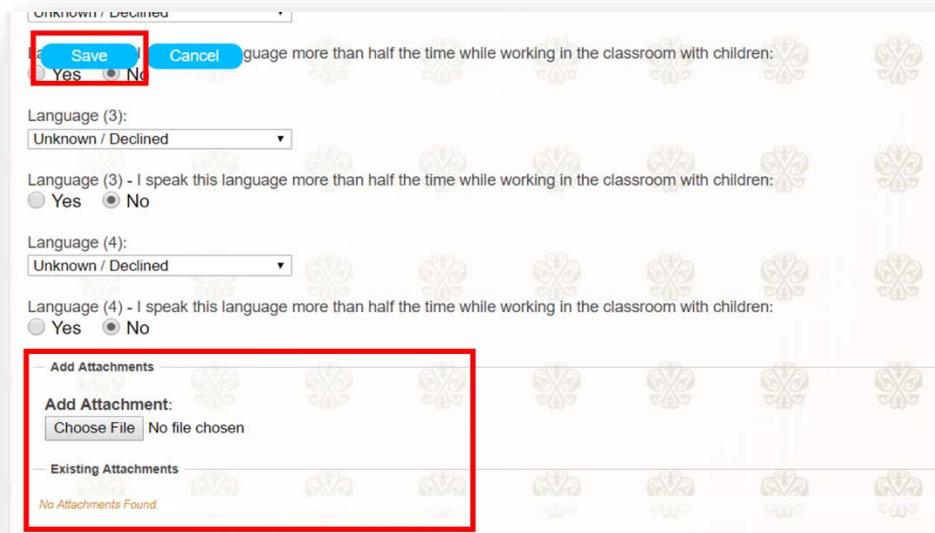 Unknown / Declined
Save Cancel guage more than half the time while working in the classroom with children:
Yes No
Language (3):
Unknown / Declined
Language (3) - I speak this language more than half the time while working in the classroom with children:
Yes No
Language (4):
Unknown / Declined
Language (4) - I speak this language more than half the time while working in the classroom with children:
Yes No
Add Attachments
Add Attachment:
Choose File No file chosen
Existing Attachments
No Attachments Found.